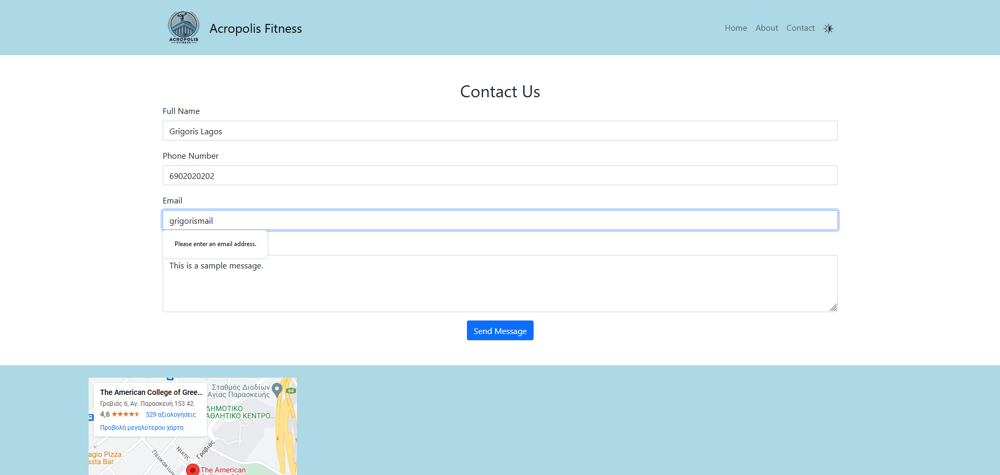 ACROPOLIS
FITNESS
Acropolis Fitness
Home
About
Contact
Contact Us
Full Name
Grigoris Lagos
Phone Number
6902020202
Email
grigorismail
Please enter an email address.
This is a sample message.
Send Message
The American College of Gree...
Γραβιάς 6, Αγ. Παρασκευή 153 42
4,6
529 αξιολογήσεις
Προβολή μεγαλύτερου χάρτη
Σταθμός Διοδίων
Αγίας Παρασκευής
64
ΔΗΜΟΤΙΚΟ
ΑΘΛΗΤΙΚΟ ΚΕΝΤΡΟ...
Νίκης
Γραβιάς
Πευκακίων
agio Pizza
asta Bar
The American